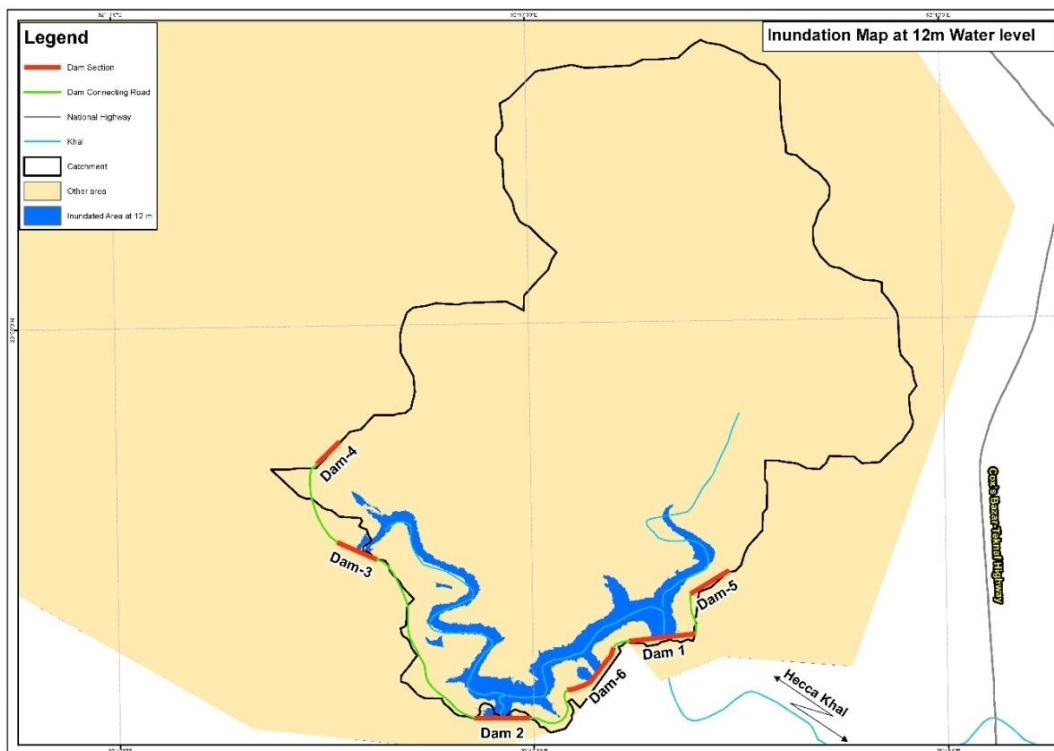 Inundation Map at 12m Water level
Legend
Dam Section
Dam Connecting Road
National Highway
Khal
Catchment
Other area
Inundated Area at 12 m
Dam-4
Dam-3
Dam-5
Dam 1
Dam-6
Dam 2
Hecca Khal
Cox's Bazar-Teknaf Highway